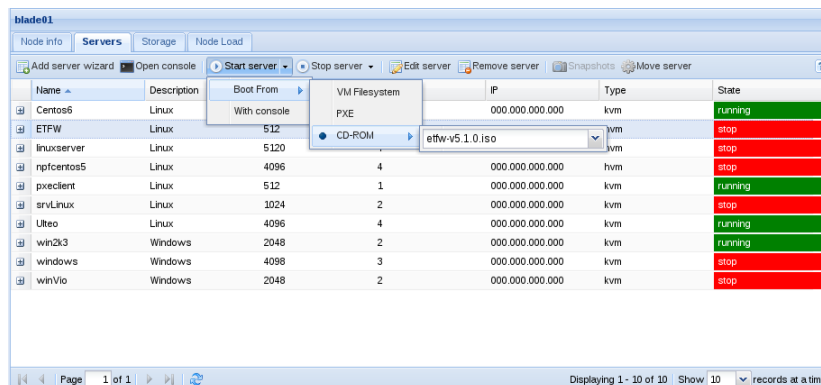 blade01
Node info Servers Storage Node Load
Add server wizard Open console Start server Stop server Edit server Remove server Snapshots Move server
Name Description IP Type State
Boot From
With console
VM Filesystem
PXE
CD-ROM
etfw-v5.1.0.iso
Centos6 Linux 000.000.000.000 kvm running
ETFW Linux 512 hvm stop
linuxserver Linux 5120 stop
npfcentos5 Linux 4096 4 000.000.000.000 hvm stop
pxeclient Linux 512 1 000.000.000.000 kvm running
srvLinux Linux 1024 2 000.000.000.000 kvm stop
Ulteo Linux 4096 4 000.000.000.000 kvm running
win2k3 Windows 2048 2 000.000.000.000 kvm running
windows Windows 4098 3 000.000.000.000 kvm stop
winVio Windows 2048 2 000.000.000.000 kvm stop
Page 1 of 1 Displaying 1 - 10 of 10 Show 10 records at a tim